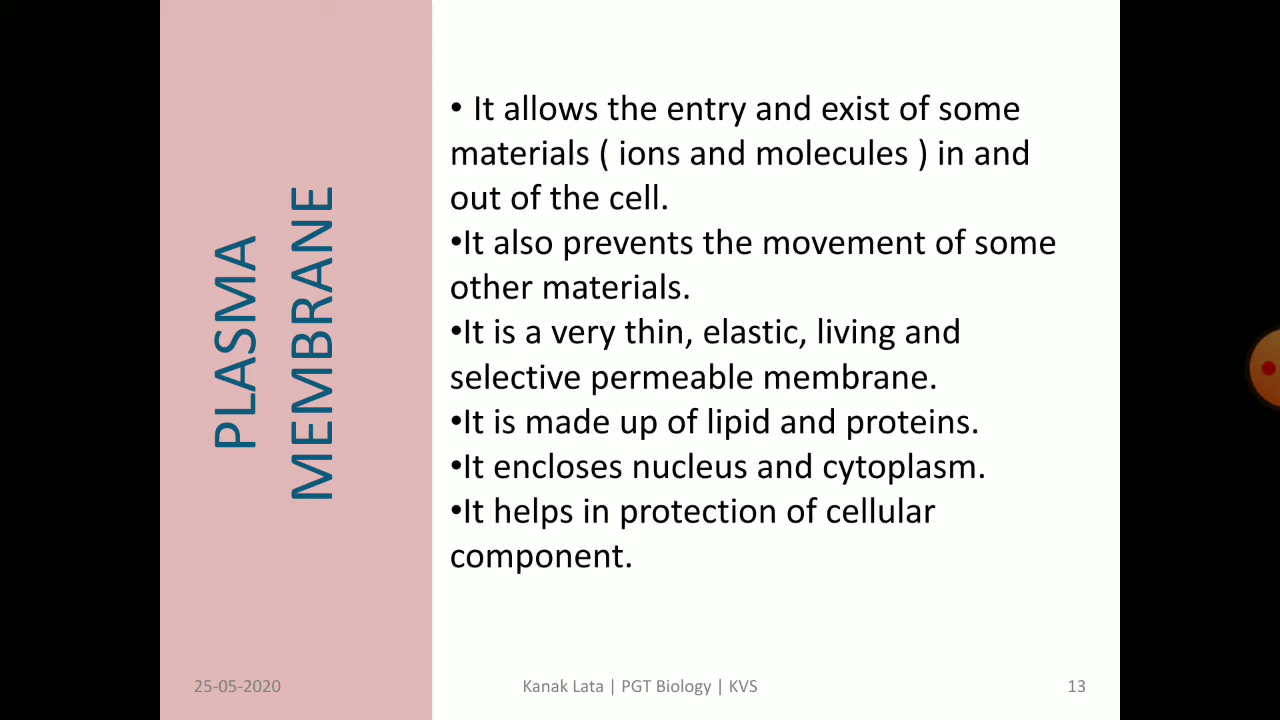 PLASMA
MEMBRANE
• It allows the entry and exist of some
materials ( ions and molecules ) in and
out of the cell.
•It also prevents the movement of some
other materials.
•It is a very thin, elastic, living and
selective permeable membrane.
•It is made up of lipid and proteins.
•It encloses nucleus and cytoplasm.
•It helps in protection of cellular
component.
25-05-2020
Kanak Lata | PGT Biology | KVS
13